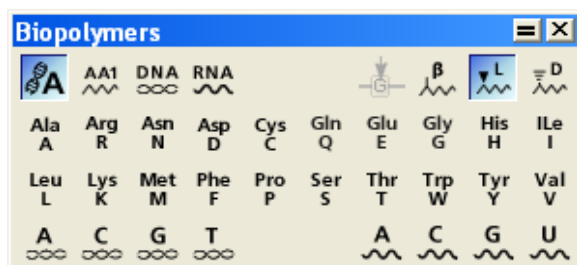 Biopolymers
A AA1 DNA RNA G β L D
Ala Arg Asn Asp Cys Gln Glu Gly His ILe
A R N D C Q E G H I
Leu Lys Met Phe Pro Ser Thr Trp Tyr Val
L K M F P S T W Y V
A C G T A C G U